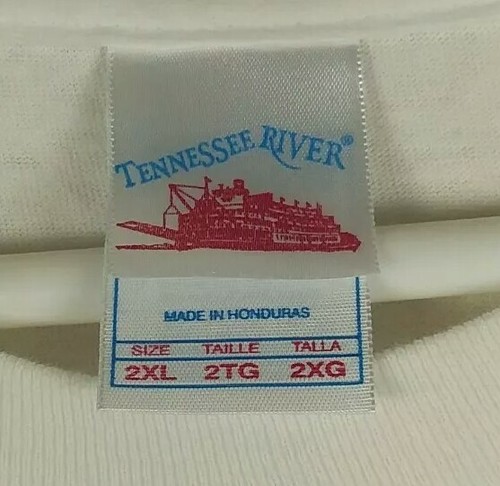 TENNESSEE RIVER®
MADE IN HONDURAS
SIZE TAILLE TALLA
2XL 2TG 2XG